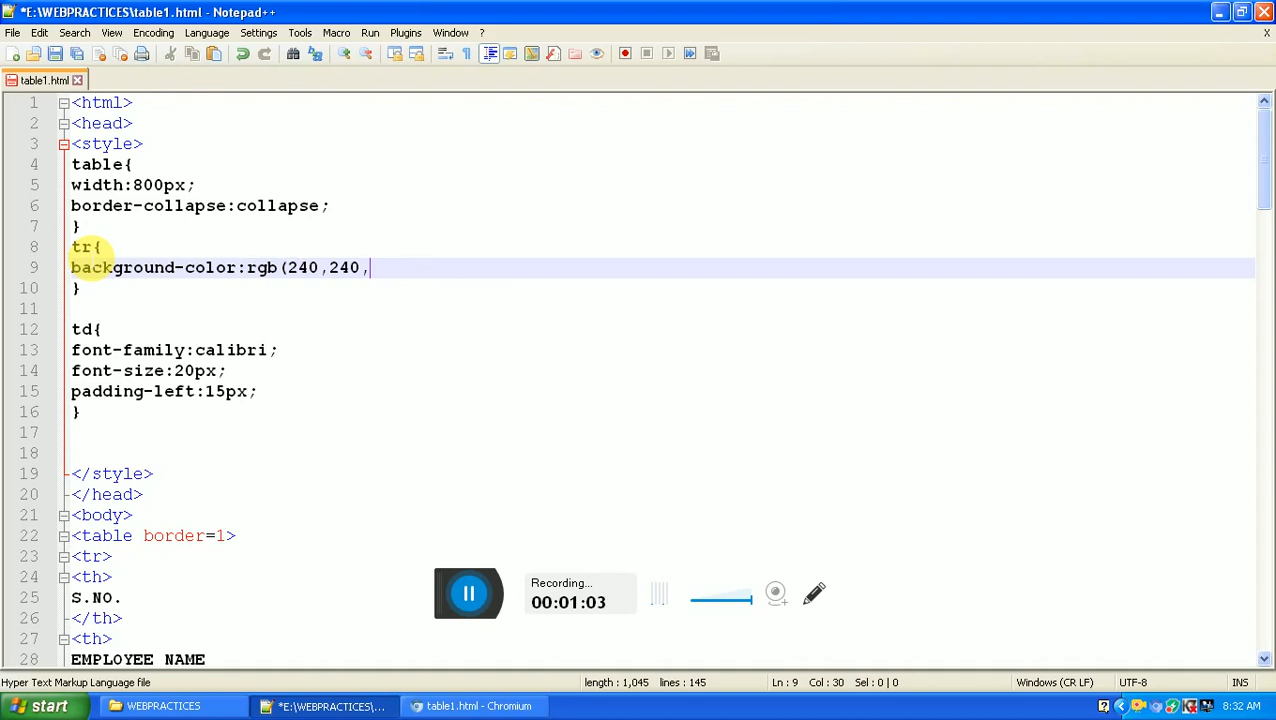 *E:\WEBPRACTICES\table1.html - Notepad++
File Edit Search View Encoding Language Settings Tools Macro Run Plugins Window ? X
table1.html
1 <html>
2 <head>
3 <style>
4 table{
5 width:800px;
6 border-collapse:collapse;
7 }
8 tr{
9 background-color:rgb(240,240,
10 }
11
12 td{
13 font-family:calibri;
14 font-size:20px;
15 padding-left:15px;
16 }
17
18
19 </style>
20 </head>
21 <body>
22 <table border=1>
23 <tr>
24 <th>
25 S.NO.
26 </th>
27 <th>
28 EMPLOYEE NAME
Recording...
00:01:03
Hyper Text Markup Language file length : 1,045 lines : 145 Ln : 9 Col : 30 Sel : 0 | 0 Windows (CR LF) UTF-8 INS
start WEBPRACTICES *E:\WEBPRACTICES\t... table1.html - Chromium 8:32 AM